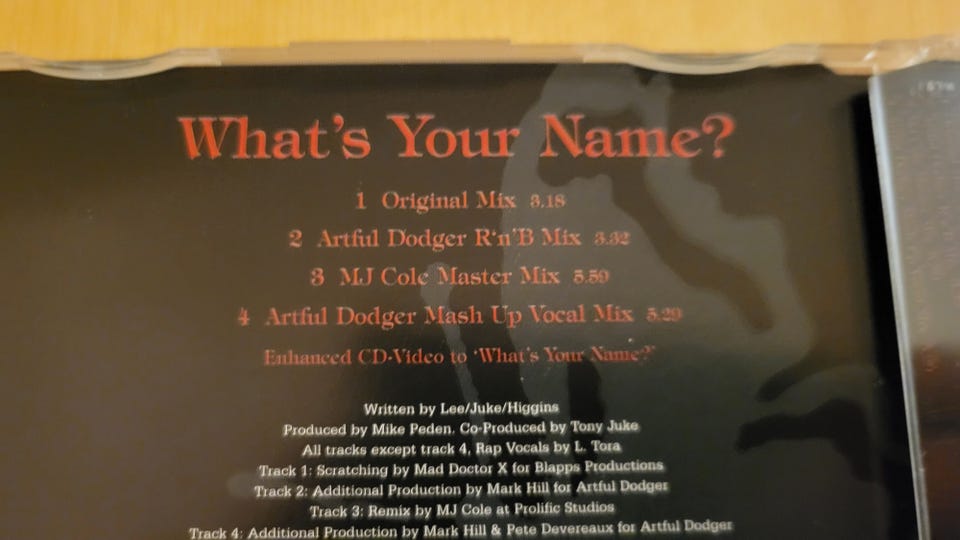 What's Your Name?
1 Original Mix 3.18
2 Artful Dodger R'n'B Mix 3.32
3 MJ Cole Master Mix 5.59
4 Artful Dodger Mash Up Vocal Mix 5.29
Enhanced CD-Video to 'What's Your Name?'
Written by Lee/Juke/Higgins
Produced by Mike Peden. Co-Produced by Tony Juke
All tracks except track 4, Rap Vocals by L. Tora
Track 1: Scratching by Mad Doctor X for Blapps Productions
Track 2: Additional Production by Mark Hill for Artful Dodger
Track 3: Remix by MJ Cole at Prolific Studios
Track 4: Additional Production by Mark Hill & Pete Devereaux for Artful Dodger